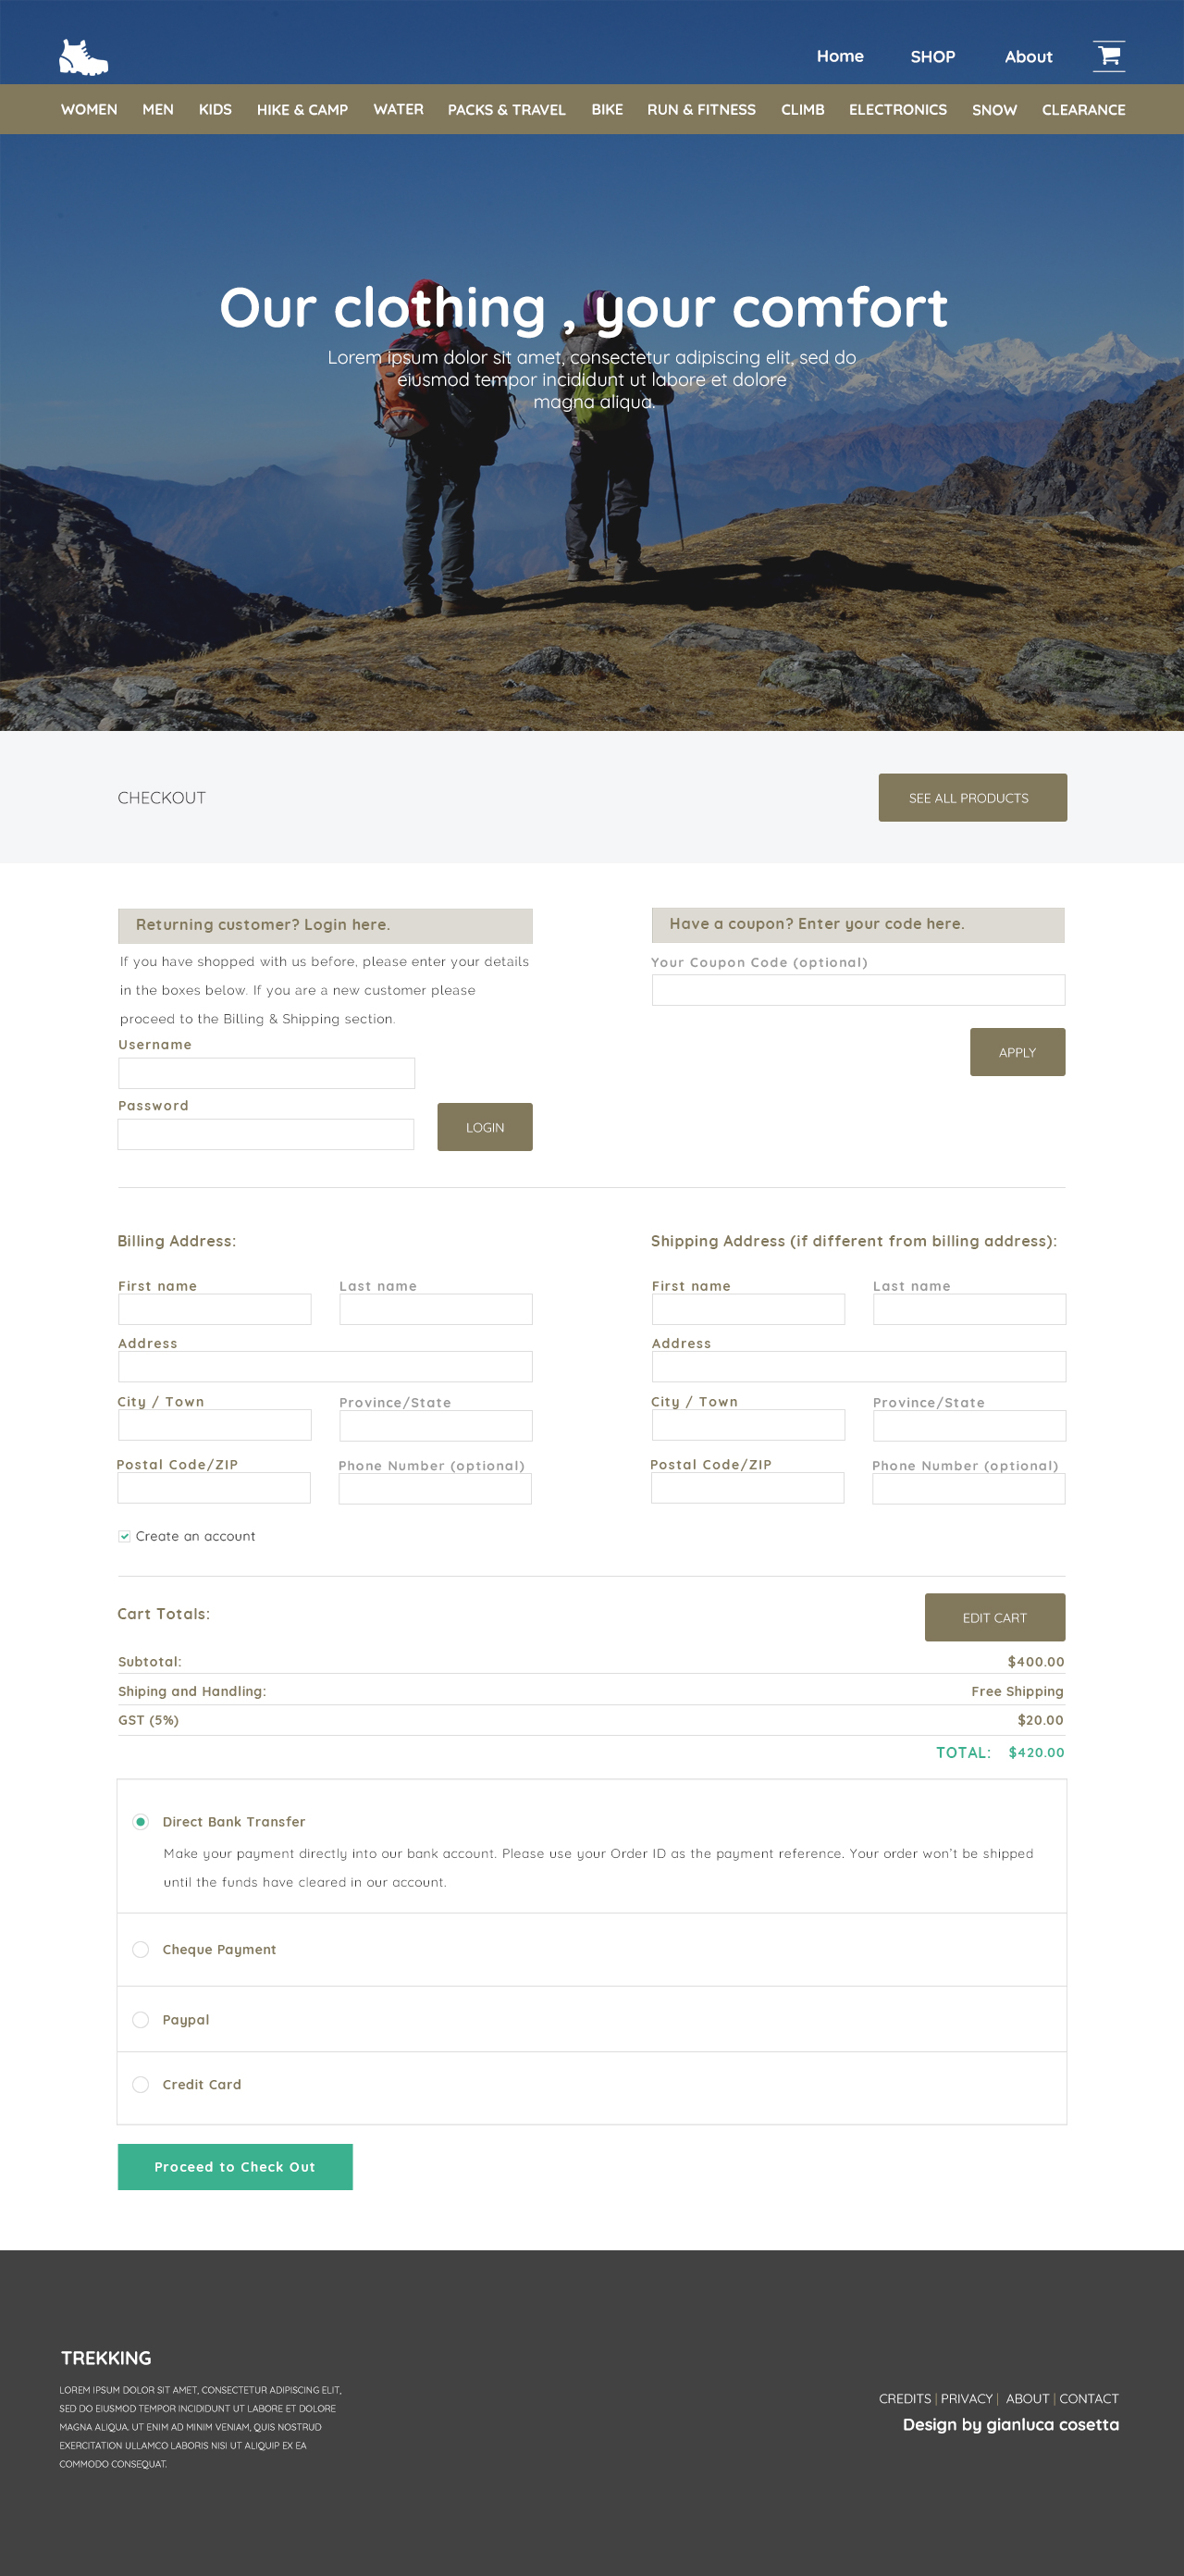 Home SHOP About
WOMEN MEN KIDS HIKE & CAMP WATER PACKS & TRAVEL BIKE RUN & FITNESS CLIMB ELECTRONICS SNOW CLEARANCE
Our clothing , your comfort
Lorem ipsum dolor sit amet, consectetur adipiscing elit, sed do
eiusmod tempor incididunt ut labore et dolore
magna aliqua.
CHECKOUT
SEE ALL PRODUCTS
Returning customer? Login here.
If you have shopped with us before, please enter your details
in the boxes below. If you are a new customer please
proceed to the Billing & Shipping section.
Username
Password
LOGIN
Have a coupon? Enter your code here.
Your Coupon Code (optional)
APPLY
Billing Address:
First name Last name
Address
City / Town Province/State
Postal Code/ZIP Phone Number (optional)
Create an account
Shipping Address (if different from billing address):
First name Last name
Address
City / Town Province/State
Postal Code/ZIP Phone Number (optional)
Cart Totals:
EDIT CART
Subtotal: $400.00
Shiping and Handling: Free Shipping
GST (5%) $20.00
TOTAL: $420.00
Direct Bank Transfer
Make your payment directly into our bank account. Please use your Order ID as the payment reference. Your order won't be shipped
until the funds have cleared in our account.
Cheque Payment
Paypal
Credit Card
Proceed to Check Out
TREKKING
LOREM IPSUM DOLOR SIT AMET, CONSECTETUR ADIPISCING ELIT,
SED DO EIUSMOD TEMPOR INCIDIDUNT UT LABORE ET DOLORE
MAGNA ALIQUA. UT ENIM AD MINIM VENIAM, QUIS NOSTRUD
EXERCITATION ULLAMCO LABORIS NISI UT ALIQUIP EX EA
COMMODO CONSEQUAT.
CREDITS | PRIVACY | ABOUT | CONTACT
Design by gianluca cosetta